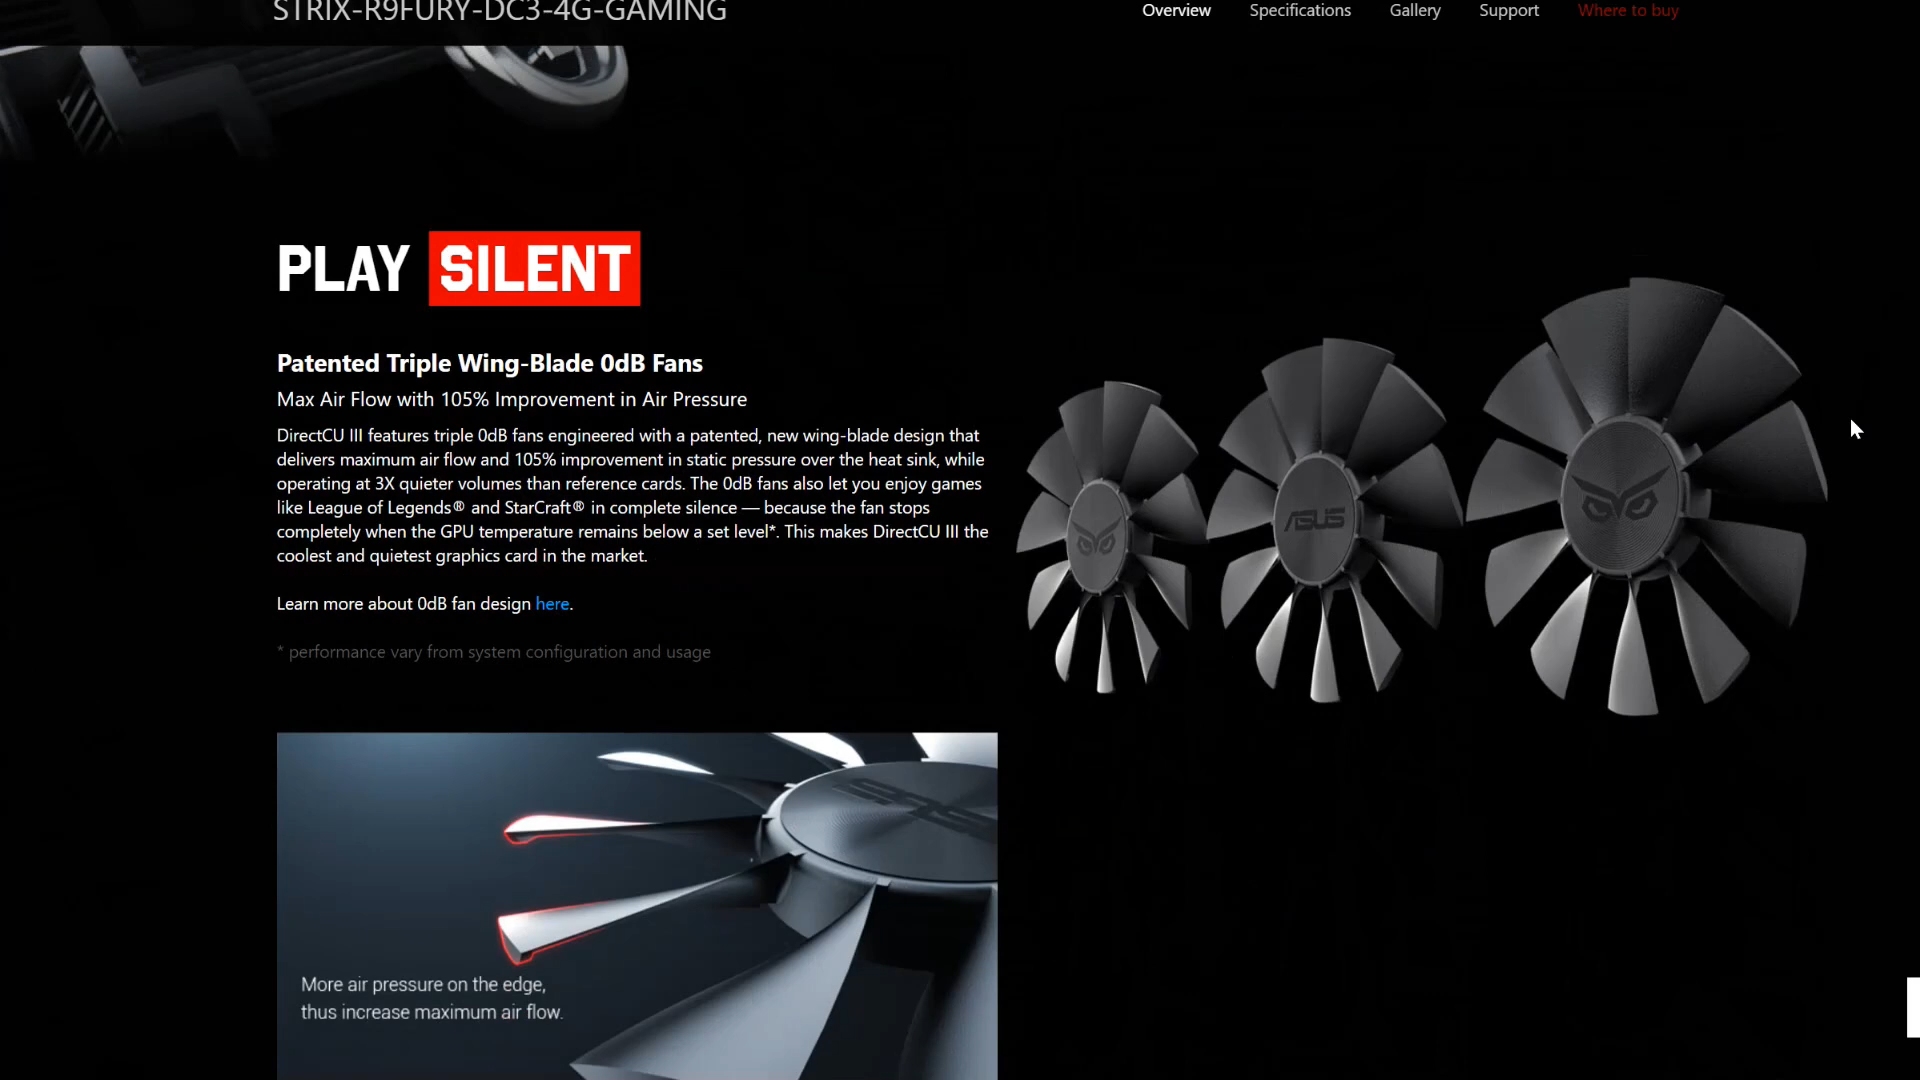 STRIX-R9FURY-DC3-4G-GAMING
Overview Specifications Gallery Support Where to buy
PLAY SILENT
Patented Triple Wing-Blade 0dB Fans
Max Air Flow with 105% Improvement in Air Pressure
DirectCU III features triple 0dB fans engineered with a patented, new wing-blade design that
delivers maximum air flow and 105% improvement in static pressure over the heat sink, while
operating at 3X quieter volumes than reference cards. The 0dB fans also let you enjoy games
like League of Legends® and StarCraft® in complete silence — because the fan stops
completely when the GPU temperature remains below a set level*. This makes DirectCU III the
coolest and quietest graphics card in the market.
Learn more about 0dB fan design here.
* performance vary from system configuration and usage
ASUS
ASUS
More air pressure on the edge,
thus increase maximum air flow.